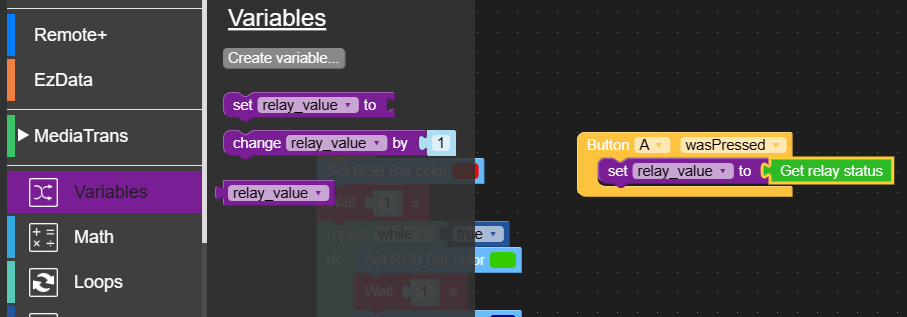 Variables
Create variable...
set relay_value to
change relay_value by 1
relay_value
Remote+
EzData
MediaTrans
Variables
Math
Loops
Set RGB Bar color
Wait 1 s
repeat while true
do Set RGB Bar color
Wait 1 s
Button A wasPressed
set relay_value to Get relay status